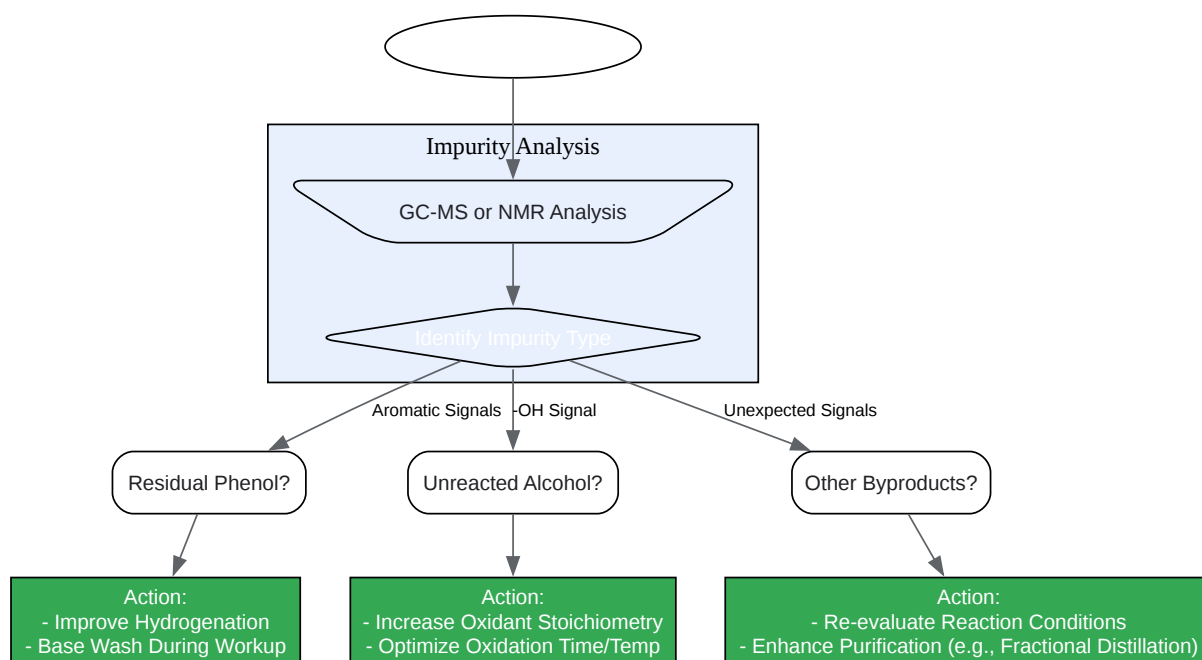 Impurity Analysis
GC-MS or NMR Analysis
Identify Impurity Type
Aromatic Signals
-OH Signal
Unexpected Signals
Residual Phenol?
Unreacted Alcohol?
Other Byproducts?
Action:
- Improve Hydrogenation
- Base Wash During Workup
Action:
- Increase Oxidant Stoichiometry
- Optimize Oxidation Time/Temp
Action:
- Re-evaluate Reaction Conditions
- Enhance Purification (e.g., Fractional Distillation)